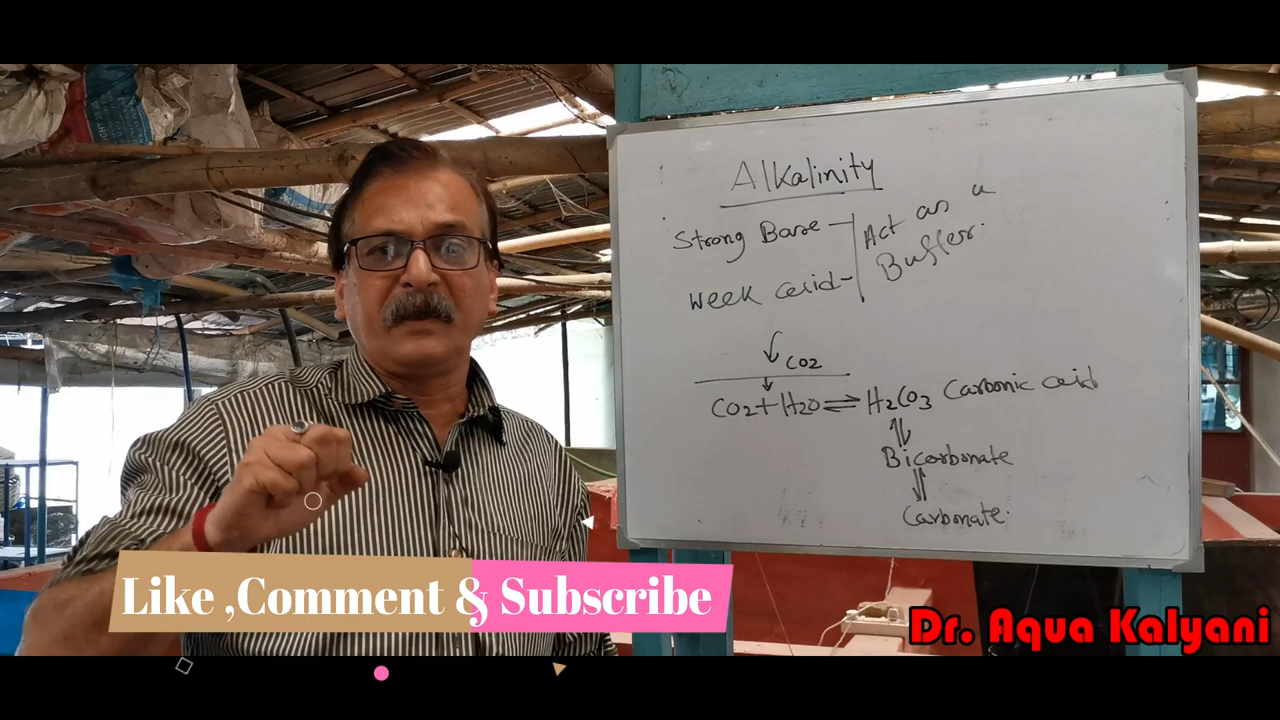 Alkalinity
Strong Base
Act as a
Buffer.
week acid
CO2
CO2+H2O ⇌ H2CO3 Carbonic acid
Bicarbonate
Carbonate.
Like ,Comment & Subscribe
Dr. Aqua Kalyani